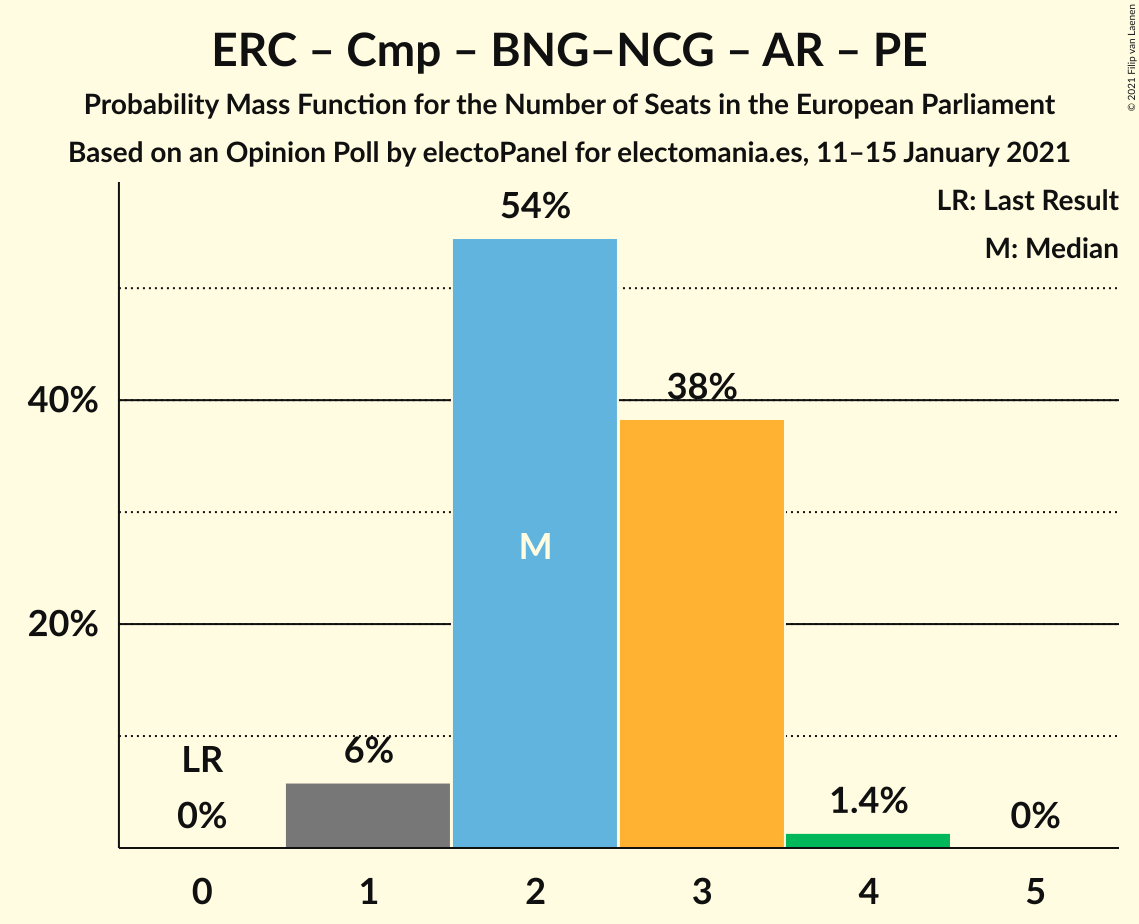 ERC – Cmp – BNG–NCG – AR – PE
Probability Mass Function for the Number of Seats in the European Parliament
Based on an Opinion Poll by electoPanel for electomania.es, 11–15 January 2021
© 2021 Filip van Laenen
LR: Last Result
M: Median
54%
38%
40%
M
20%
LR
6%
0%
1.4%
0%
0 1 2 3 4 5